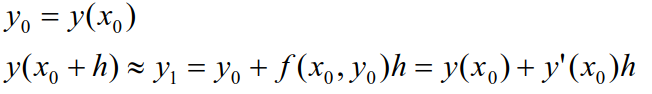 y₀ = y(x₀)
y(x₀ + h) ≈ y₁ = y₀ + f(x₀, y₀)h = y(x₀) + y'(x₀)h